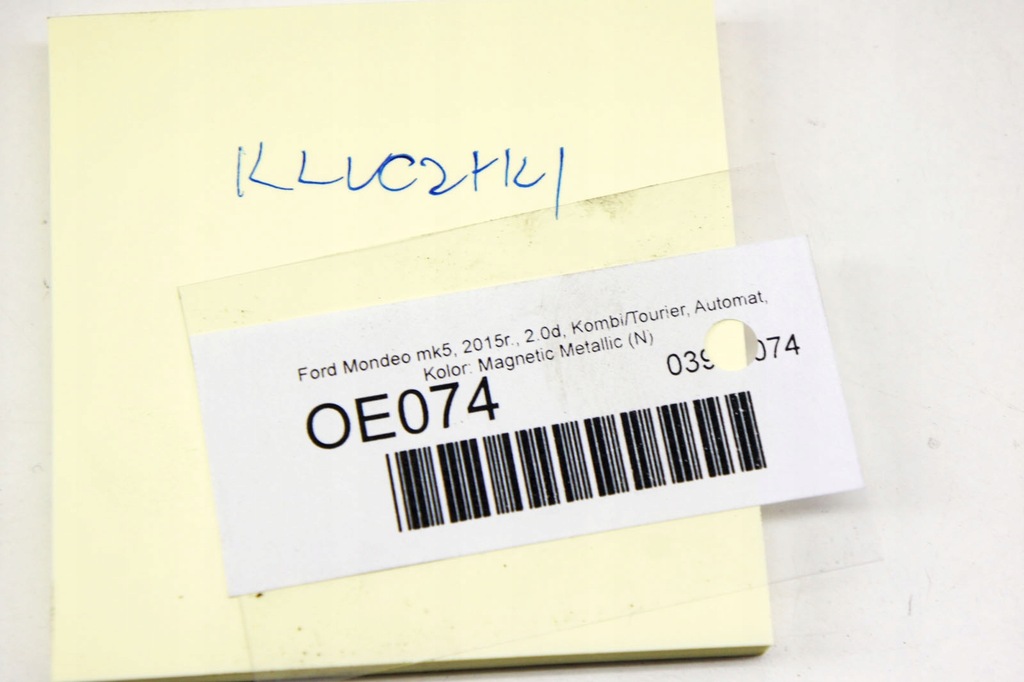 KLUCZYKI
Ford Mondeo mk5, 2015r., 2.0d, Kombi/Tourier, Automat,
Kolor: Magnetic Metallic (N)
OE074